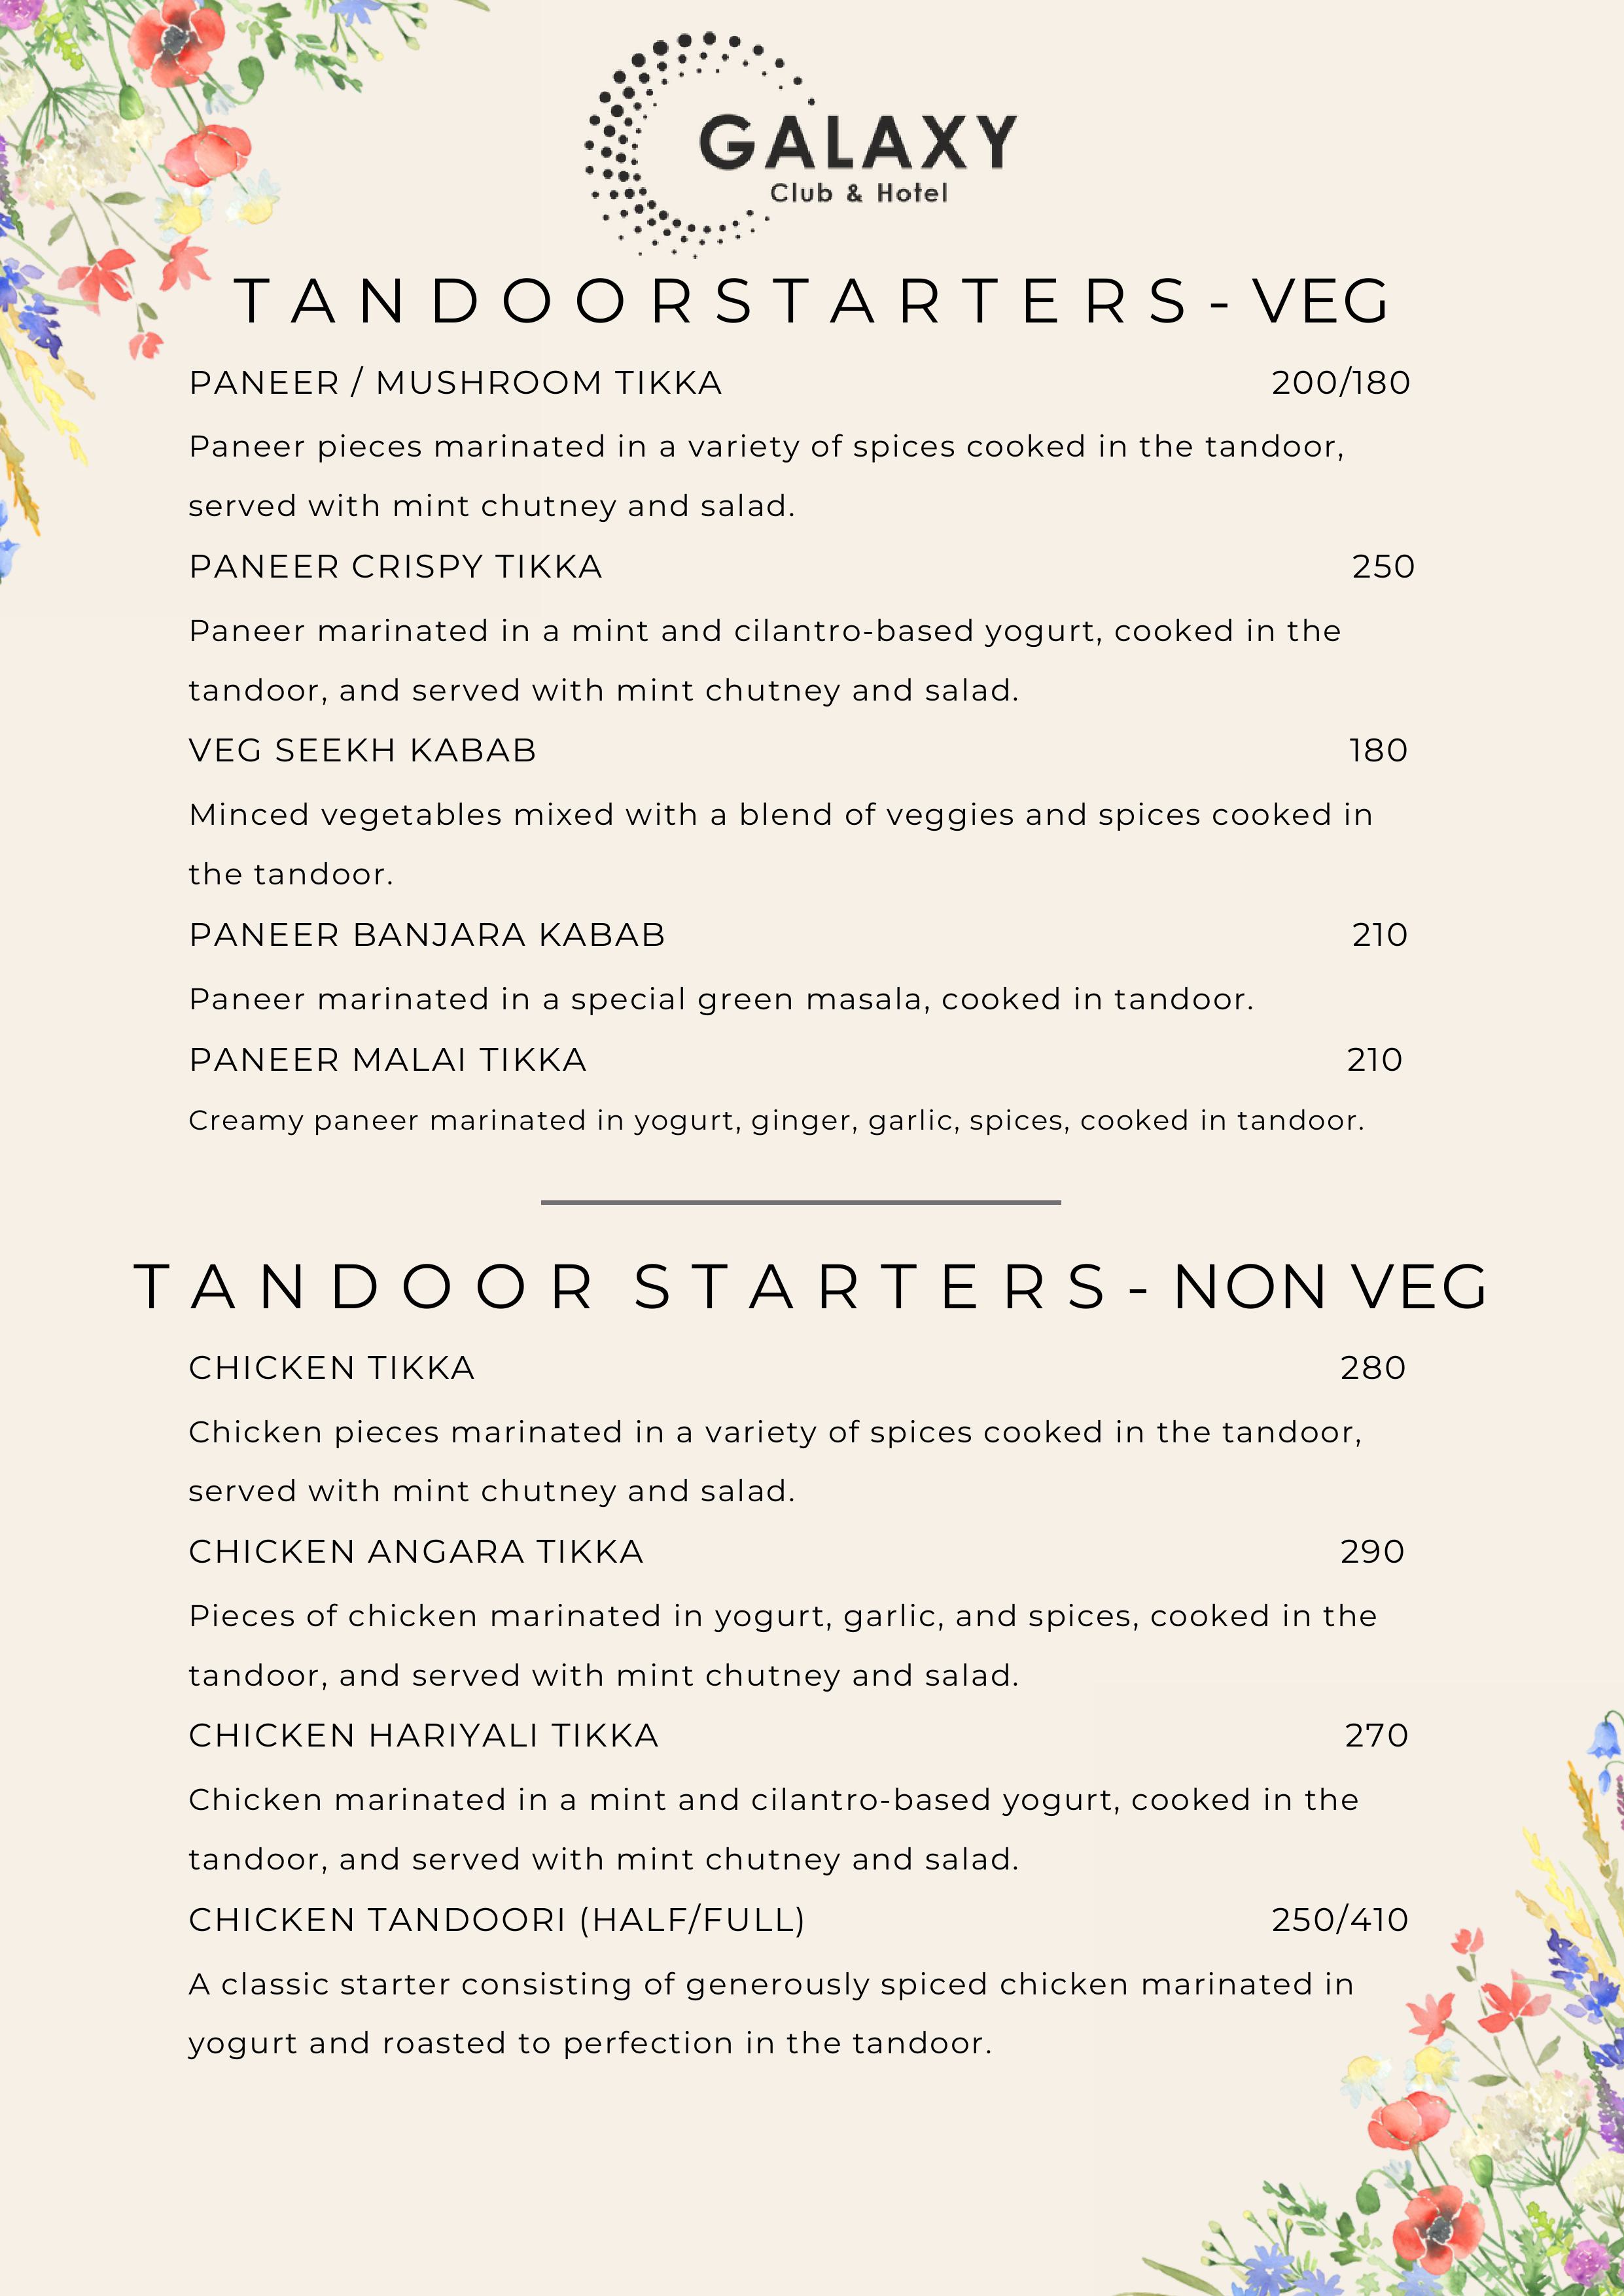 GALAXY
Club & Hotel
TANDOORSTARTERS- VEG
PANEER / MUSHROOM TIKKA 200/180
Paneer pieces marinated in a variety of spices cooked in the tandoor,
served with mint chutney and salad.
PANEER CRISPY TIKKA 250
Paneer marinated in a mint and cilantro-based yogurt, cooked in the
tandoor, and served with mint chutney and salad.
VEG SEEKH KABAB 180
Minced vegetables mixed with a blend of veggies and spices cooked in
the tandoor.
PANEER BANJARA KABAB 210
Paneer marinated in a special green masala, cooked in tandoor.
PANEER MALAI TIKKA 210
Creamy paneer marinated in yogurt, ginger, garlic, spices, cooked in tandoor.
TANDOOR STARTERS- NON VEG
CHICKEN TIKKA 280
Chicken pieces marinated in a variety of spices cooked in the tandoor,
served with mint chutney and salad.
CHICKEN ANGARA TIKKA 290
Pieces of chicken marinated in yogurt, garlic, and spices, cooked in the
tandoor, and served with mint chutney and salad.
CHICKEN HARIYALI TIKKA 270
Chicken marinated in a mint and cilantro-based yogurt, cooked in the
tandoor, and served with mint chutney and salad.
CHICKEN TANDOORI (HALF/FULL) 250/410
A classic starter consisting of generously spiced chicken marinated in
yogurt and roasted to perfection in the tandoor.